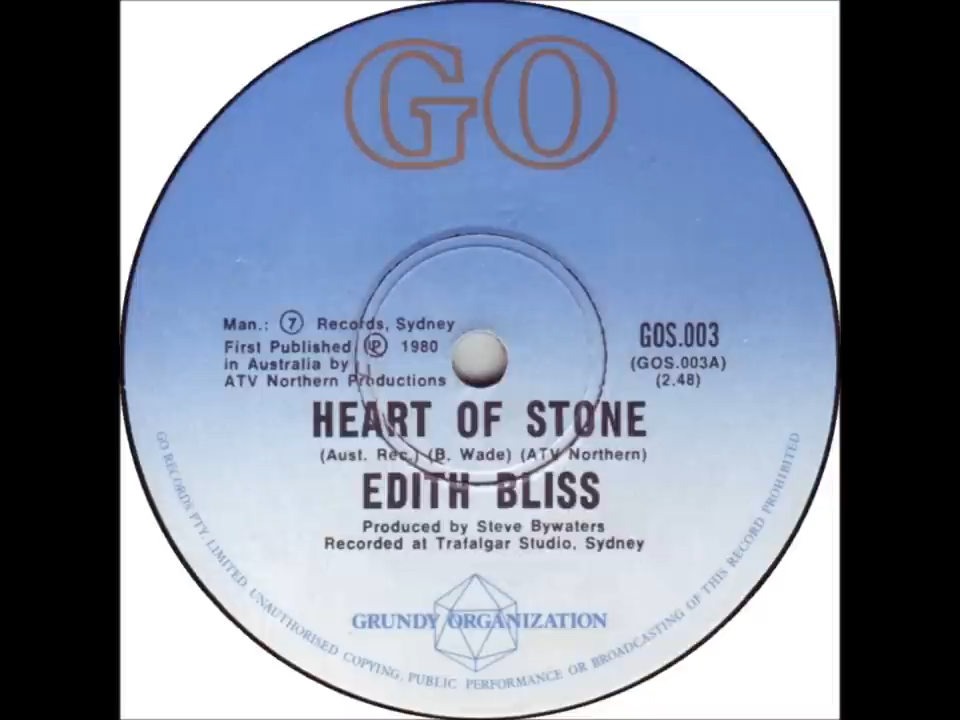 GO
Man.: 7 Records, Sydney
First Published Ⓟ 1980
in Australia by
ATV Northern Productions
GOS.003
(GOS.003A)
(2.48)
HEART OF STONE
(Aust. Rec.) (B. Wade) (ATV Northern)
EDITH BLISS
Produced by Steve Bywaters
Recorded at Trafalgar Studio, Sydney
GRUNDY ORGANIZATION
GO RECORDS PTY. LIMITED. UNAUTHORISED COPYING, PUBLIC PERFORMANCE OR BROADCASTING OF THIS RECORD PROHIBITED